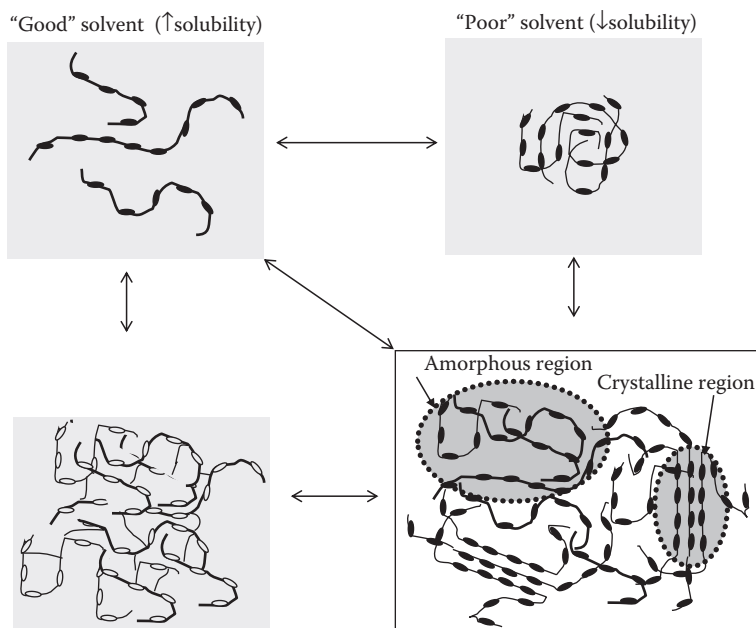 “Good” solvent (↑solubility)
“Poor” solvent (↓solubility)
Amorphous region
Crystalline region